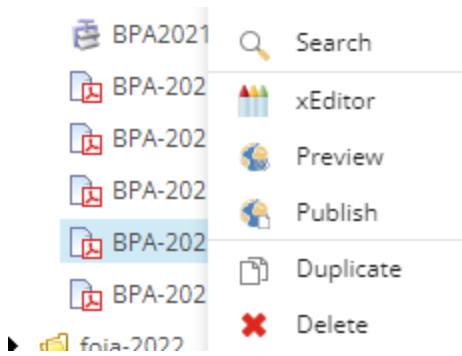 BPA2021
Search
BPA-202
xEditor
BPA-202
Preview
BPA-202
Publish
BPA-202
Duplicate
BPA-202
Delete
foia-2022